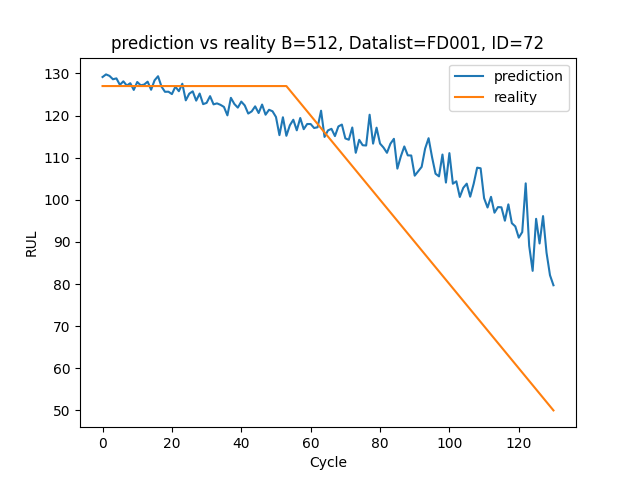 prediction vs reality B=512, Datalist=FD001, ID=72
prediction
reality
RUL
130
120
110
100
90
80
70
60
50
0 20 40 60 80 100 120
Cycle